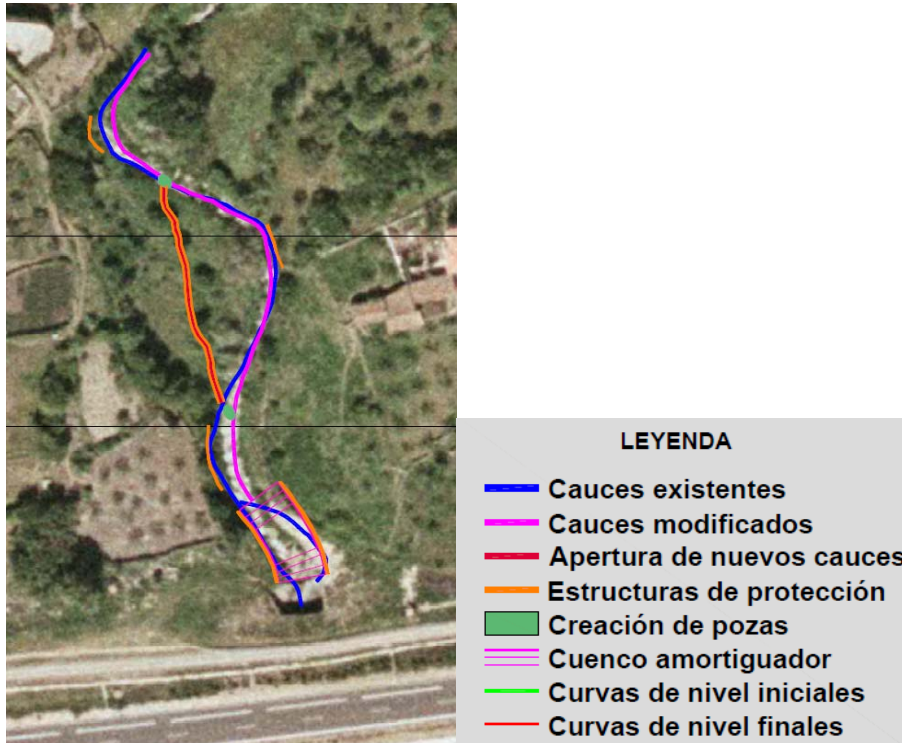 LEYENDA
Cauces existentes
Cauces modificados
Apertura de nuevos cauces
Estructuras de protección
Creación de pozas
Cuenco amortiguador
Curvas de nivel iniciales
Curvas de nivel finales